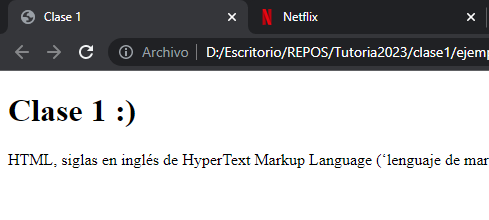 Clase 1
Netflix
Archivo D:/Escritorio/REPOS/Tutoria2023/clase1/ejemp
Clase 1 :)
HTML, siglas en inglés de HyperText Markup Language (‘lenguaje de mar